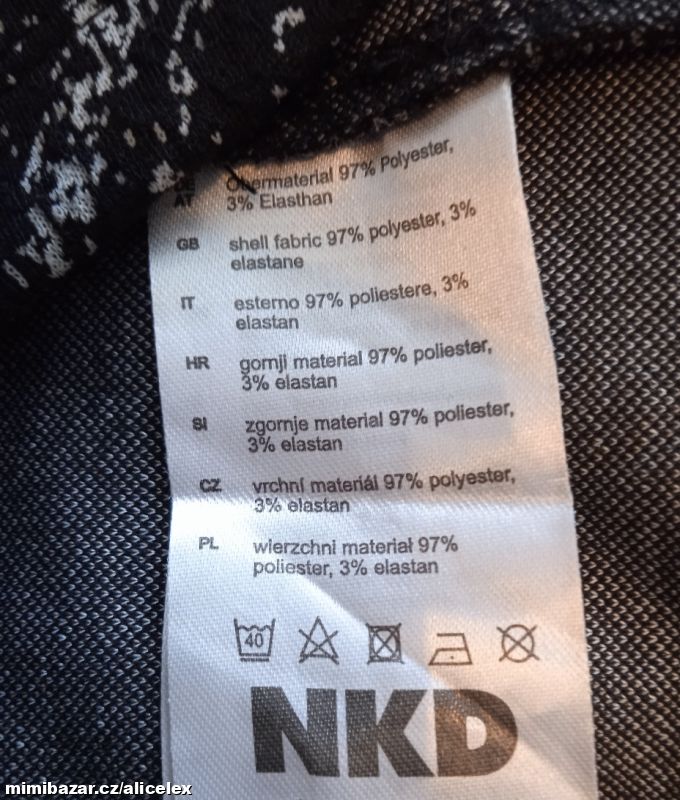 DE Obermaterial 97% Polyester,
AT 3% Elasthan
GB shell fabric 97% polyester, 3%
elastane
IT esterno 97% poliestere, 3%
elastan
HR gornji material 97% poliester,
3% elastan
SI zgornje material 97% poliester,
3% elastan
CZ vrchní materiál 97% polyester,
3% elastan
PL wierzchni materiał 97%
poliester, 3% elastan
40
NKD
mimibazar.cz/alicelex